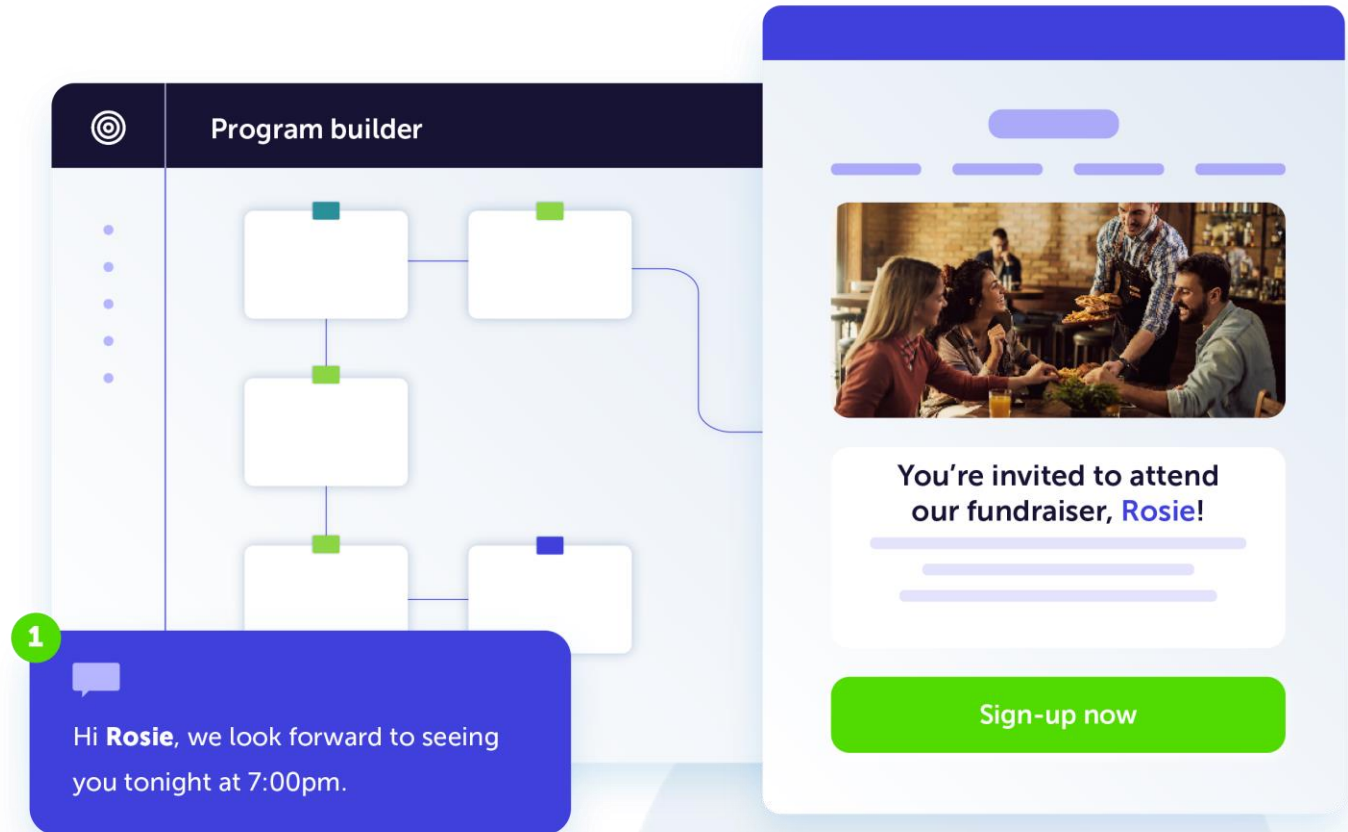 Program builder
You’re invited to attend
our fundraiser, Rosie!
Sign-up now
1
Hi Rosie, we look forward to seeing
you tonight at 7:00pm.